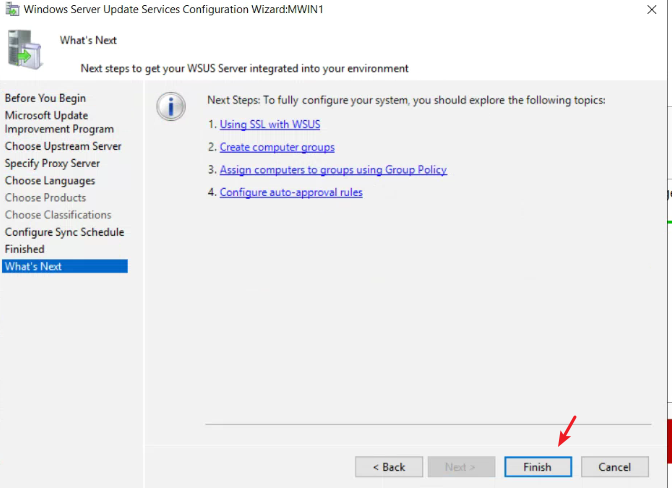 Windows Server Update Services Configuration Wizard:MWIN1
What's Next
Next steps to get your WSUS Server integrated into your environment
Before You Begin
Microsoft Update
Improvement Program
Choose Upstream Server
Specify Proxy Server
Choose Languages
Choose Products
Choose Classifications
Configure Sync Schedule
Finished
What's Next
Next Steps: To fully configure your system, you should explore the following topics:
1. Using SSL with WSUS
2. Create computer groups
3. Assign computers to groups using Group Policy
4. Configure auto-approval rules
< Back
Next >
Finish
Cancel